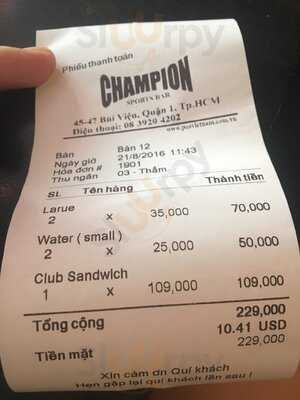 Phiếu thanh toán
CHAMPION
SPORTS BAR
45-47 Bùi Viện, Quận 1, Tp.HCM
Điện thoại: 08 3920 4202
www.posvietnam.com.vn
Bàn Bàn 12
Ngày giờ 21/8/2016 11:43
Hóa đơn # 1901
Thu ngân 03 - Thắm
SL Tên hàng Thành tiền
Larue
2 x 35,000 70,000
Water ( small )
2 x 25,000 50,000
Club Sandwich
1 x 109,000 109,000
229,000
Tổng cộng 10.41 USD
Tiền mặt 229,000
Xin cảm ơn Quí khách
Hẹn gặp lại quí khách lần sau !